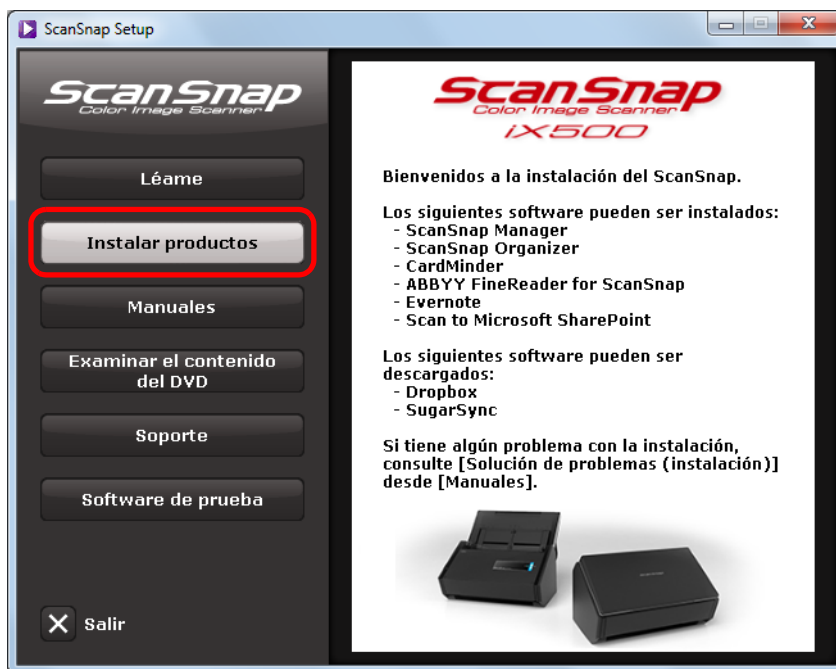 ScanSnap Setup
ScanSnap
Color Image Scanner
Léame
Instalar productos
Manuales
Examinar el contenido
del DVD
Soporte
Software de prueba
Salir
ScanSnap
Color Image Scanner
iX500
Bienvenidos a la instalación del ScanSnap.
Los siguientes software pueden ser instalados:
- ScanSnap Manager
- ScanSnap Organizer
- CardMinder
- ABBYY FineReader for ScanSnap
- Evernote
- Scan to Microsoft SharePoint
Los siguientes software pueden ser
descargados:
- Dropbox
- SugarSync
Si tiene algún problema con la instalación,
consulte [Solución de problemas (instalación)]
desde [Manuales].